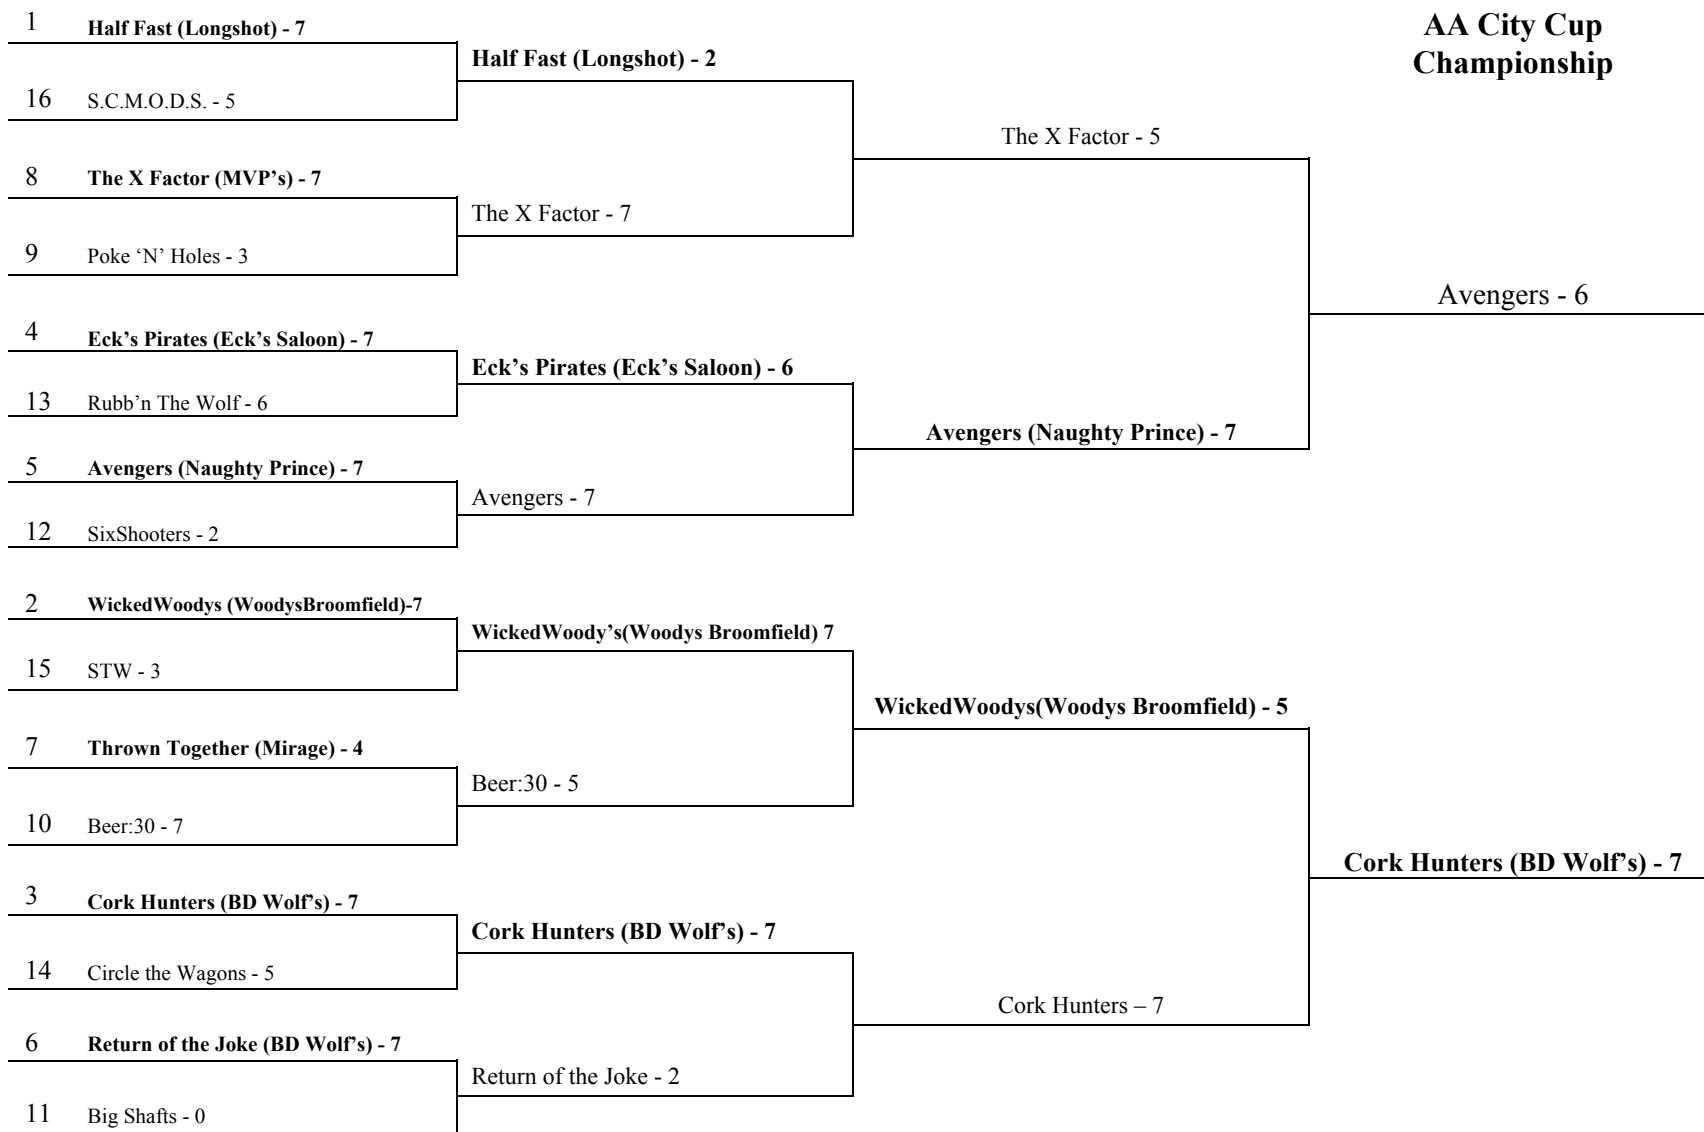 AA City Cup
Championship
1 Half Fast (Longshot) - 7
16 S.C.M.O.D.S. - 5
8 The X Factor (MVP’s) - 7
9 Poke ‘N’ Holes - 3
4 Eck’s Pirates (Eck’s Saloon) - 7
13 Rubb’n The Wolf - 6
5 Avengers (Naughty Prince) - 7
12 SixShooters - 2
2 WickedWoodys (WoodysBroomfield)-7
15 STW - 3
7 Thrown Together (Mirage) - 4
10 Beer:30 - 7
3 Cork Hunters (BD Wolf’s) - 7
14 Circle the Wagons - 5
6 Return of the Joke (BD Wolf’s) - 7
11 Big Shafts - 0
Half Fast (Longshot) - 2
The X Factor - 7
Eck’s Pirates (Eck’s Saloon) - 6
Avengers - 7
WickedWoody’s(Woodys Broomfield) 7
Beer:30 - 5
Cork Hunters (BD Wolf’s) - 7
Return of the Joke - 2
The X Factor - 5
Avengers (Naughty Prince) - 7
WickedWoodys(Woodys Broomfield) - 5
Cork Hunters – 7
Avengers - 6
Cork Hunters (BD Wolf’s) - 7